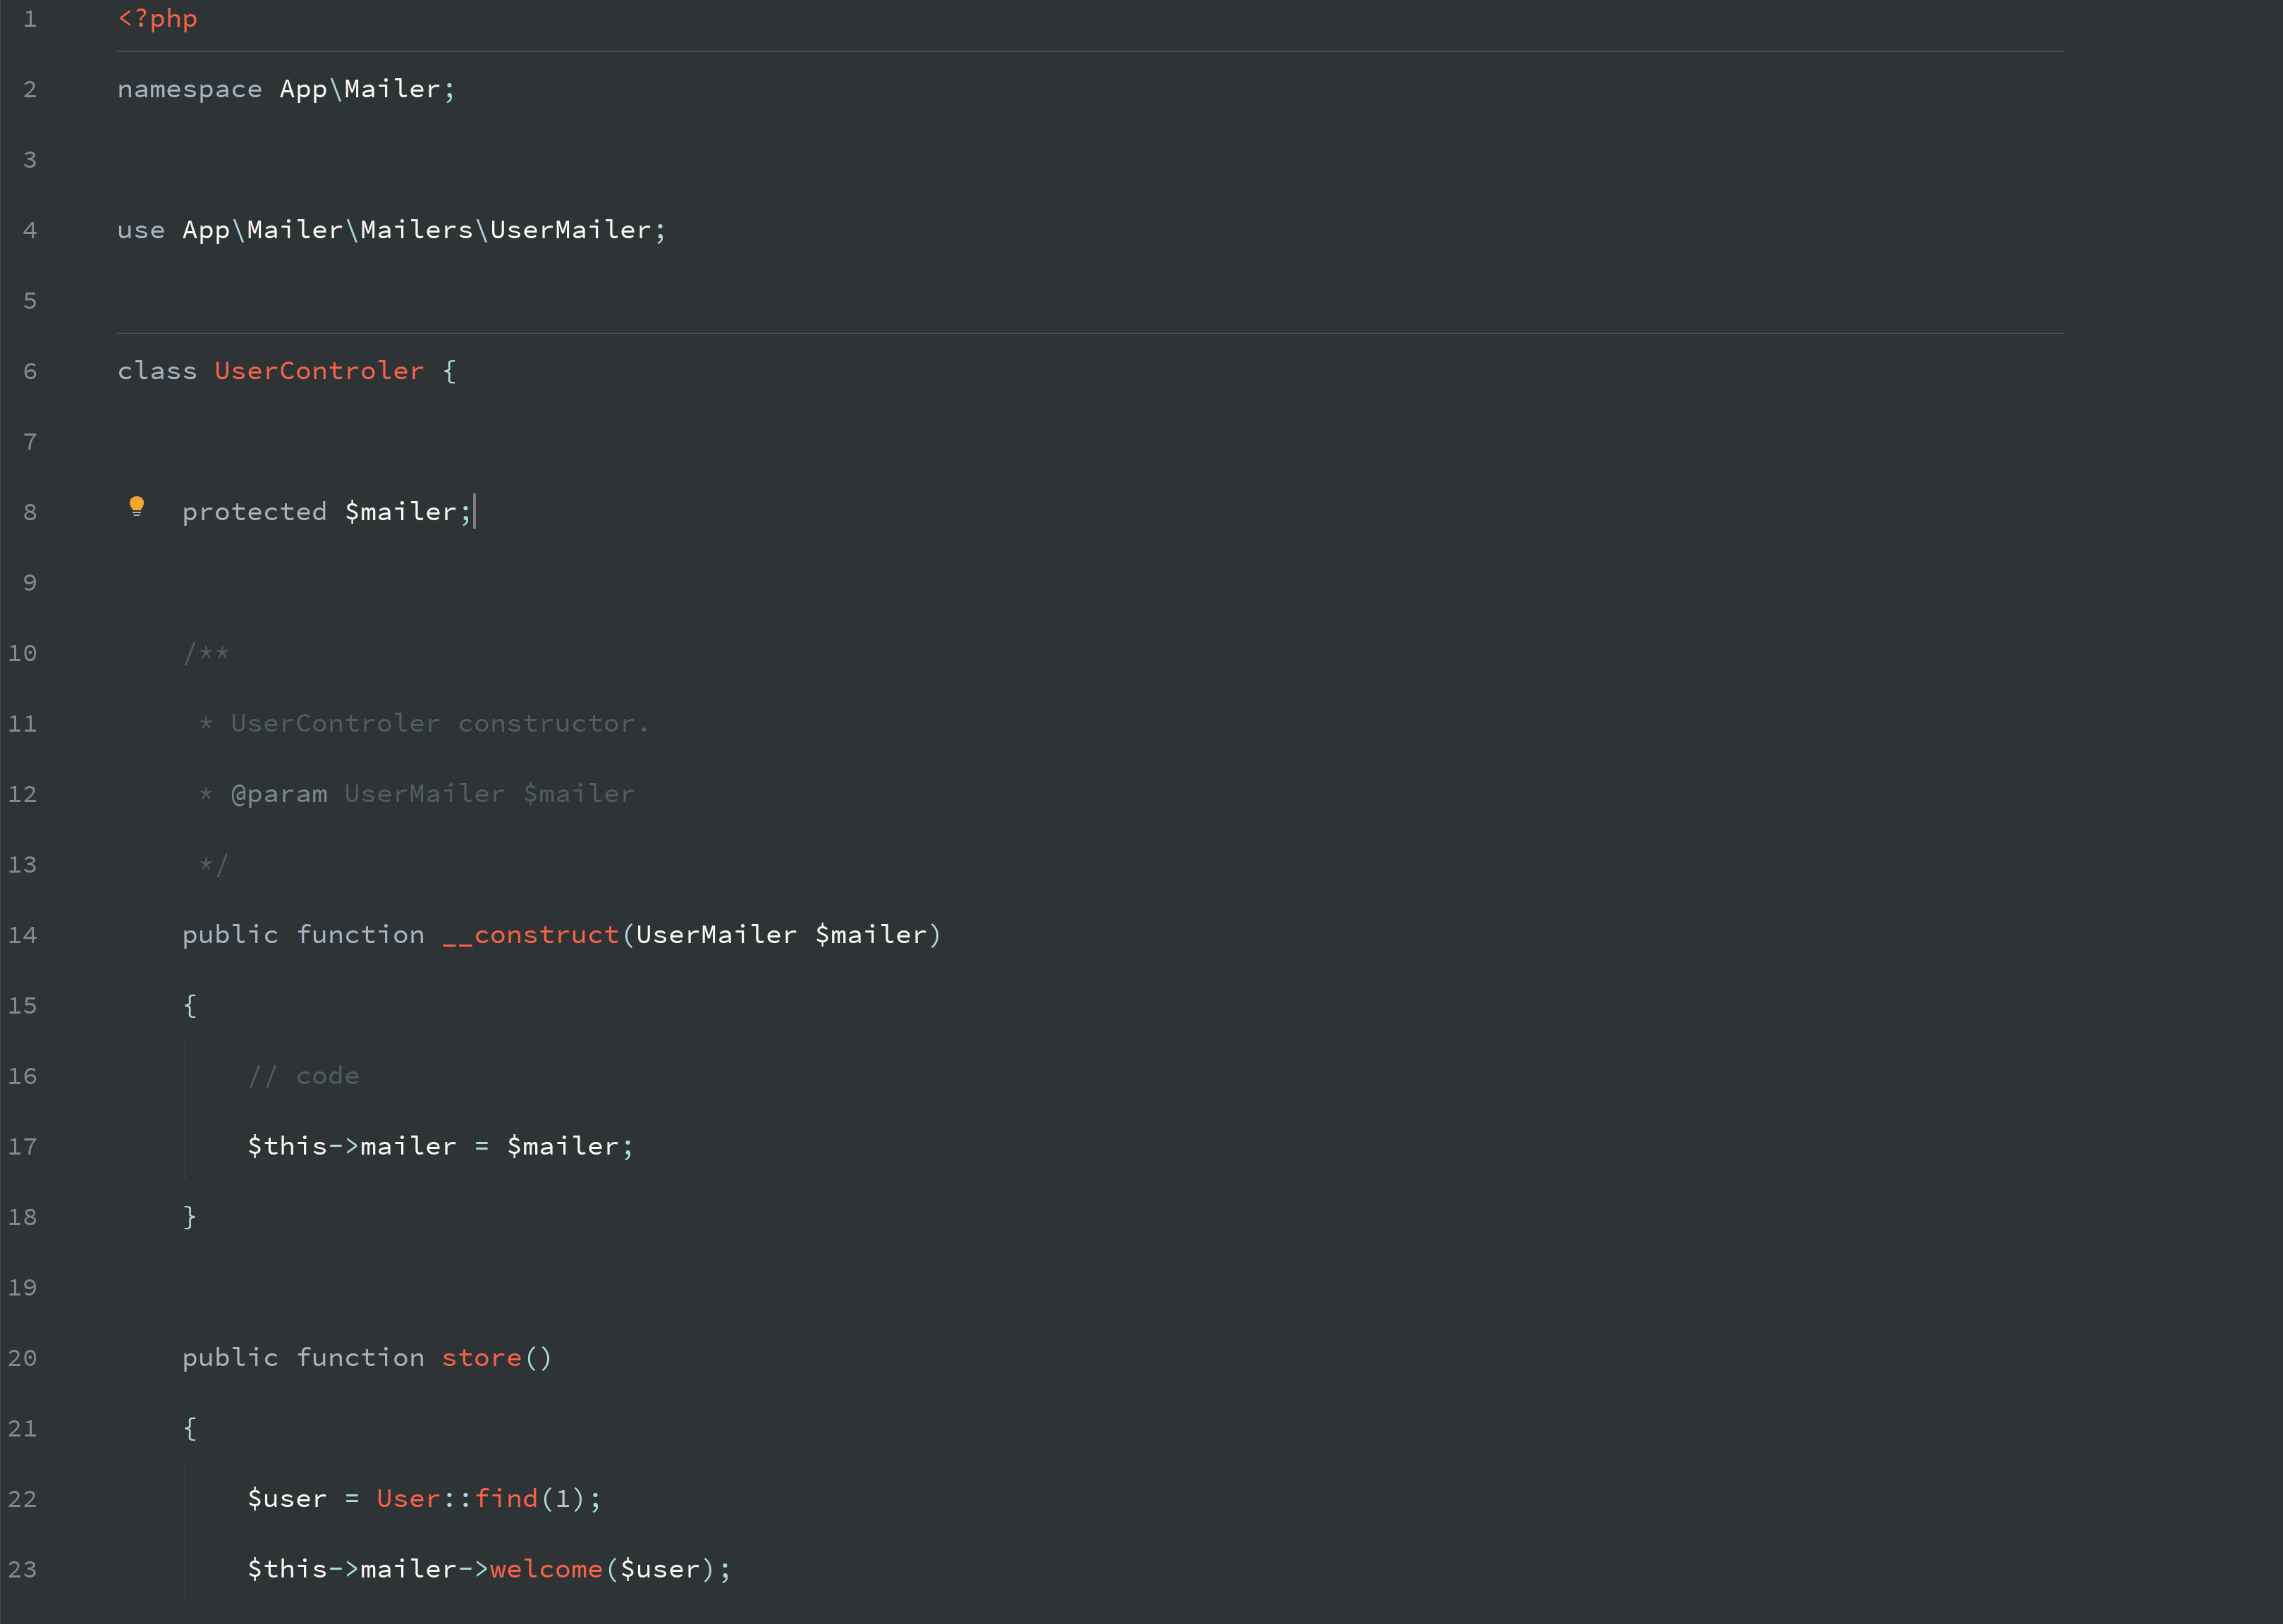 1 <?php
2 namespace App\Mailer;
3
4 use App\Mailer\Mailers\UserMailer;
5
6 class UserControler {
7
8     protected $mailer;
9
10     /**
11      * UserControler constructor.
12      * @param UserMailer $mailer
13      */
14     public function __construct(UserMailer $mailer)
15     {
16         // code
17         $this->mailer = $mailer;
18     }
19
20     public function store()
21     {
22         $user = User::find(1);
23         $this->mailer->welcome($user);